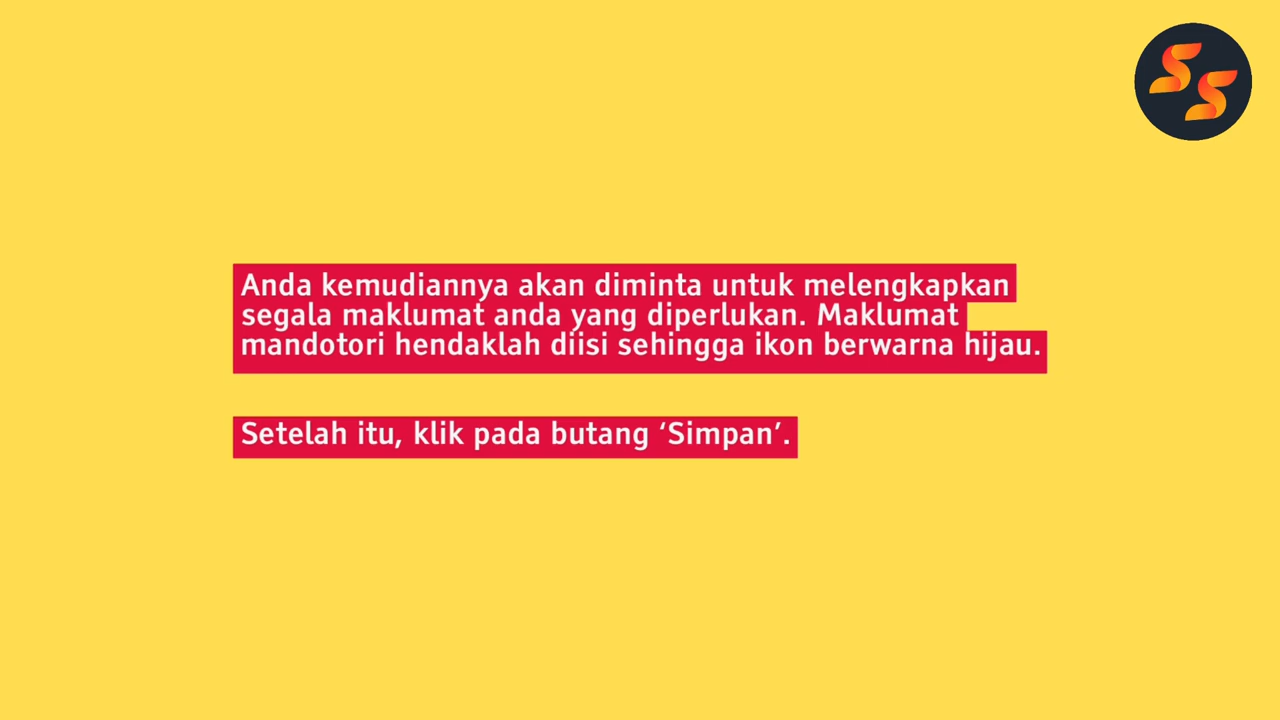 SS
Anda kemudiannya akan diminta untuk melengkapkan
segala maklumat anda yang diperlukan. Maklumat
mandotori hendaklah diisi sehingga ikon berwarna hijau.
Setelah itu, klik pada butang ‘Simpan’.